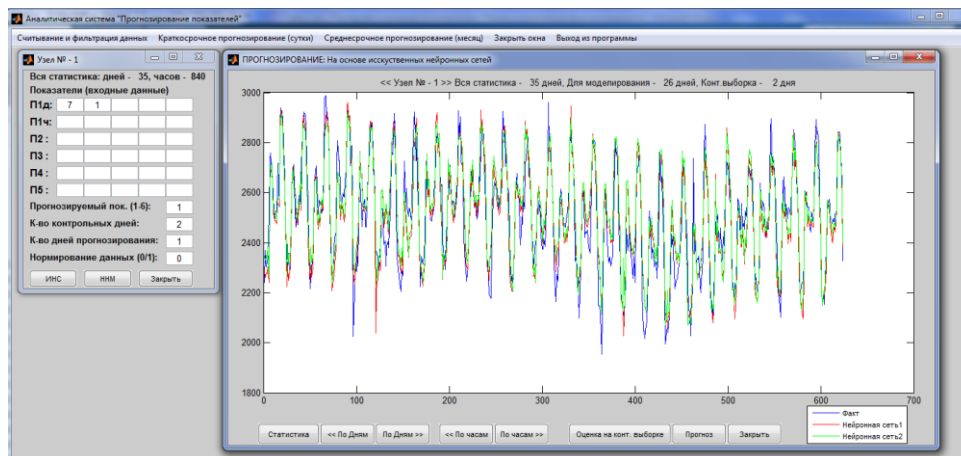 Аналитическая система "Прогнозирование показателей"
Считывание и фильтрация данных Краткосрочное прогнозирование (сутки) Среднесрочное прогнозирование (месяц) Закрыть окна Выход из программы
Узел № - 1
Вся статистика: дней - 35, часов - 840
Показатели (входные данные)
П1д: 7 1
П1ч:
П2 :
П3 :
П4 :
П5 :
Прогнозируемый пок. (1-6): 1
К-во контрольных дней: 2
К-во дней прогнозирования: 1
Нормирование данных (0/1): 0
ИНС ННМ Закрыть
ПРОГНОЗИРОВАНИЕ: На основе исскуственных нейронных сетей
<< Узел № - 1 >> Вся статистика - 35 дней, Для моделирования - 26 дней, Конт.выборка - 2 дня
3000
2800
2600
2400
2200
2000
1800
0 100 200 300 400 500 600 700
Факт
Нейронная сеть1
Нейронная сеть2
Статистика << По Дням По Дням >> << По часам По часам >> Оценка на конт. выборке Прогноз Закрыть